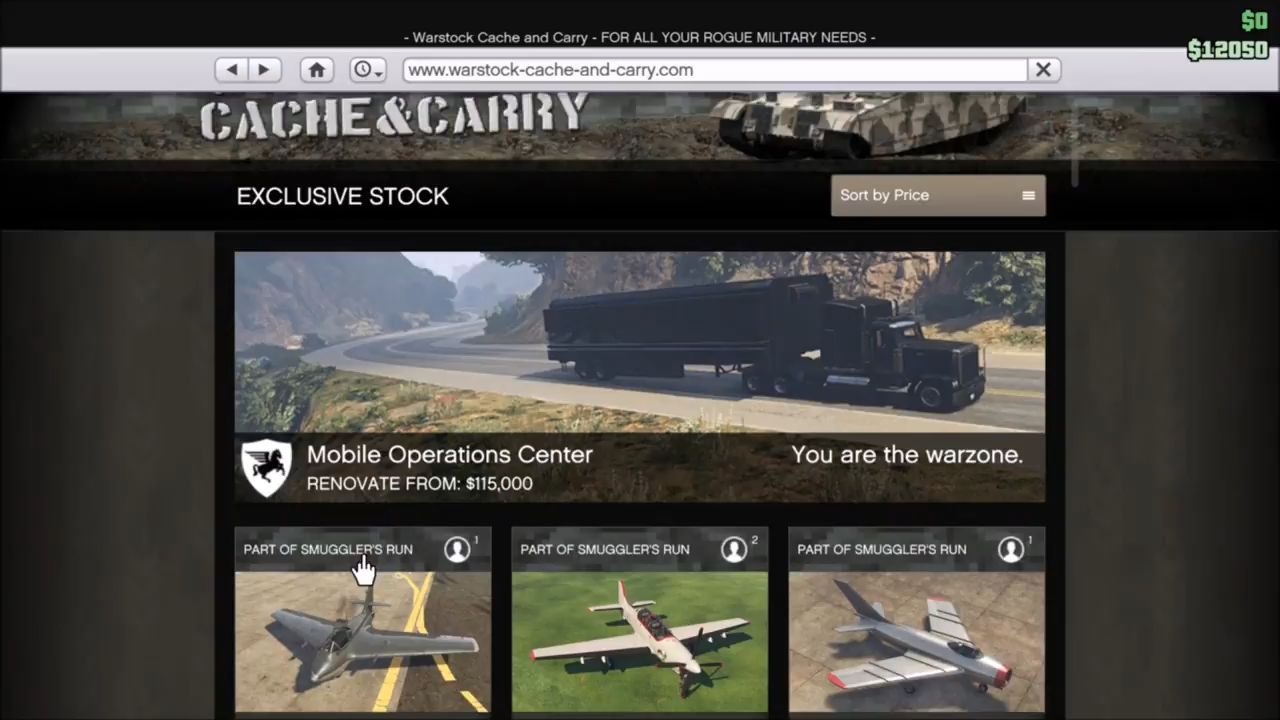 $0
- Warstock Cache and Carry - FOR ALL YOUR ROGUE MILITARY NEEDS -
$12050
www.warstock-cache-and-carry.com
CACHE&CARRY
EXCLUSIVE STOCK
Sort by Price
Mobile Operations Center
You are the warzone.
RENOVATE FROM: $115,000
PART OF SMUGGLER'S RUN 1
PART OF SMUGGLER'S RUN 2
PART OF SMUGGLER'S RUN 1